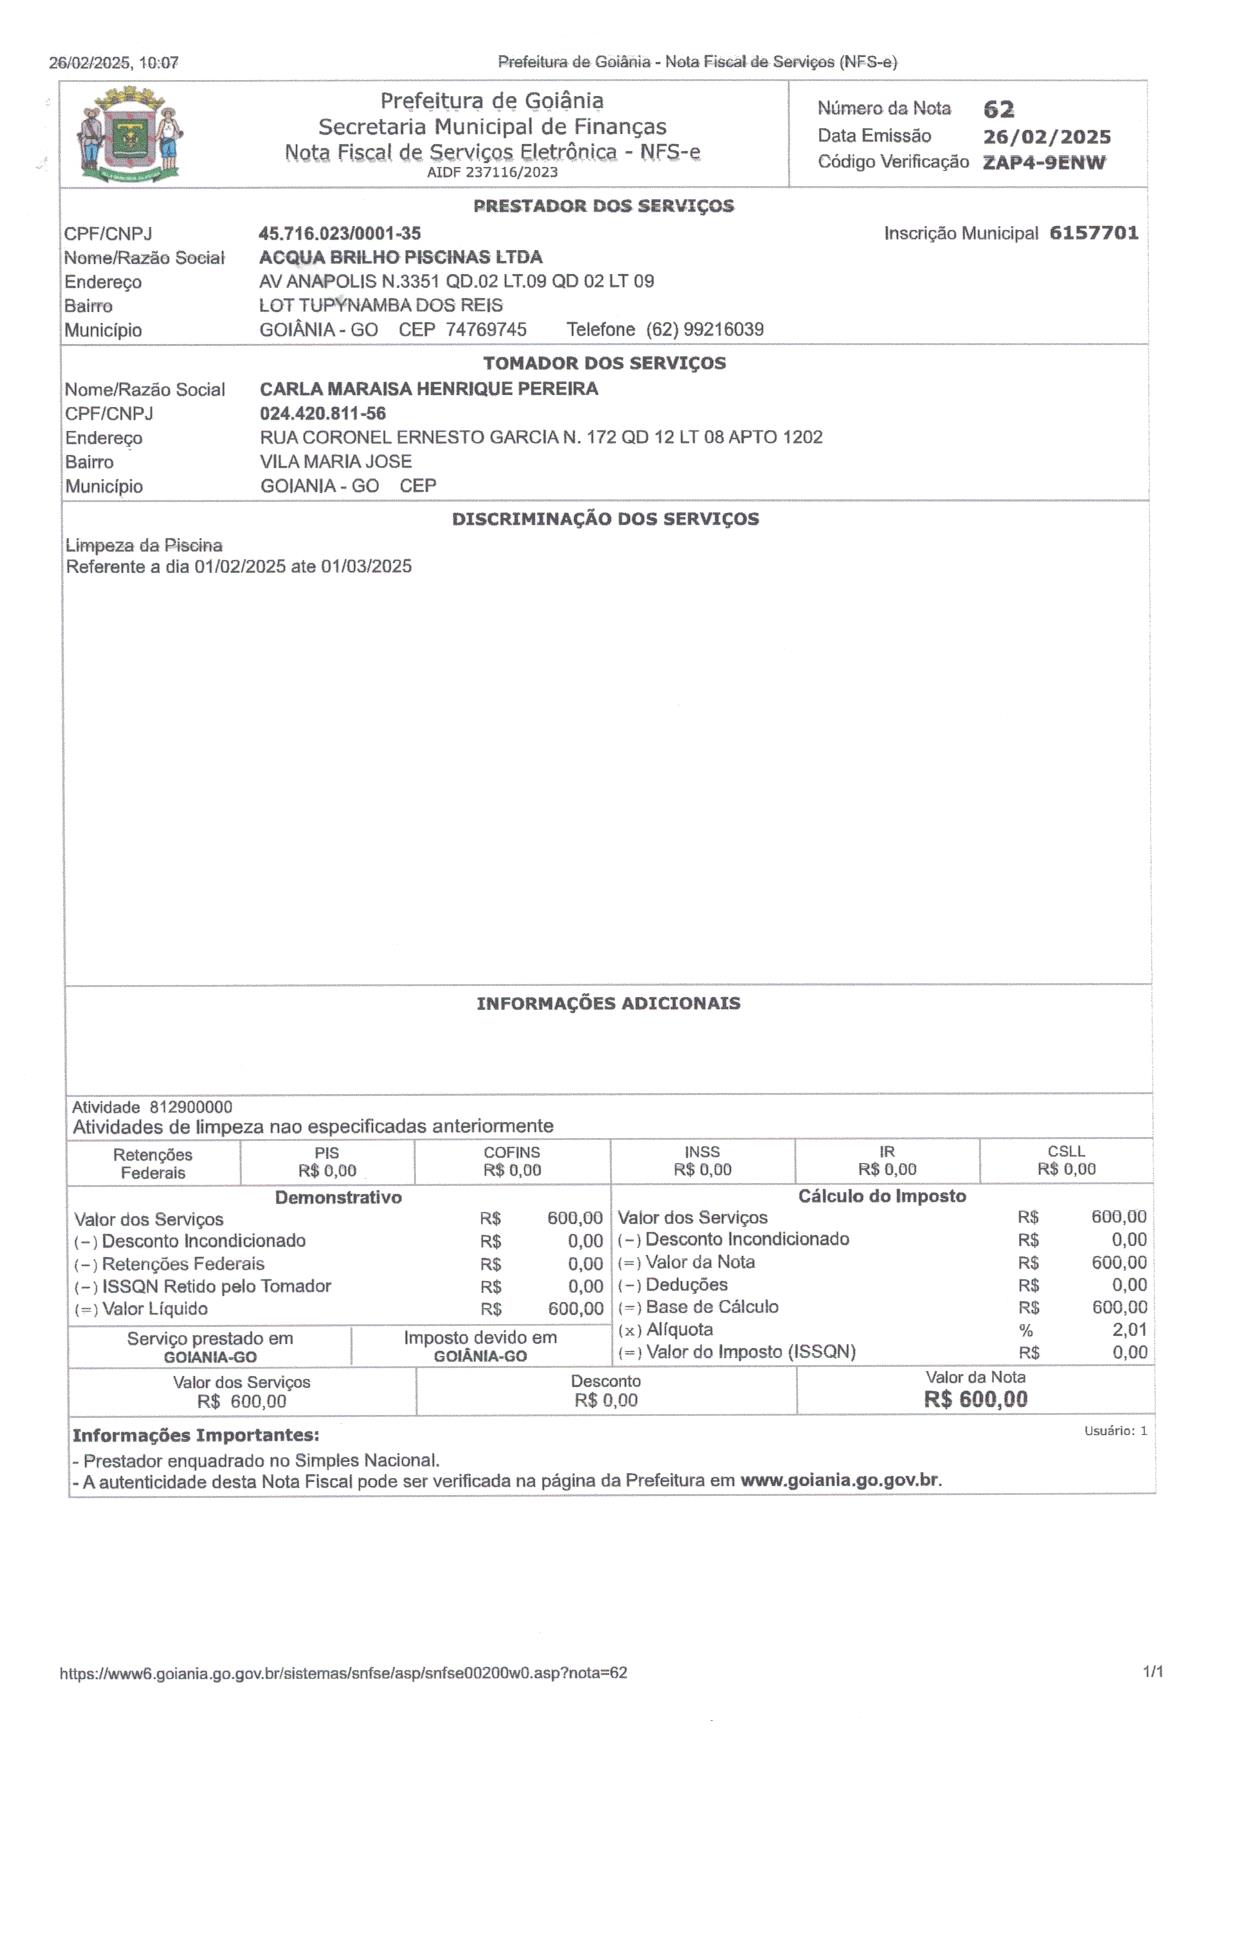 26/02/2025, 10:07 Prefeitura de Goiânia - Nota Fiscal de Serviços (NFS-e)
Prefeitura de Goiânia
Secretaria Municipal de Finanças
Nota Fiscal de Serviços Eletrônica - NFS-e
AIDF 237116/2023
Número da Nota 62
Data Emissão 26/02/2025
Código Verificação ZAP4-9ENW
PRESTADOR DOS SERVIÇOS
CPF/CNPJ 45.716.023/0001-35 Inscrição Municipal 6157701
Nome/Razão Social ACQUA BRILHO PISCINAS LTDA
Endereço AV ANAPOLIS N.3351 QD.02 LT.09 QD 02 LT 09
Bairro LOT TUPYNAMBA DOS REIS
Município GOIÂNIA - GO CEP 74769745 Telefone (62) 99216039
TOMADOR DOS SERVIÇOS
Nome/Razão Social CARLA MARAISA HENRIQUE PEREIRA
CPF/CNPJ 024.420.811-56
Endereço RUA CORONEL ERNESTO GARCIA N. 172 QD 12 LT 08 APTO 1202
Bairro VILA MARIA JOSE
Município GOIANIA - GO CEP
DISCRIMINAÇÃO DOS SERVIÇOS
Limpeza da Piscina
Referente a dia 01/02/2025 ate 01/03/2025
INFORMAÇÕES ADICIONAIS
Atividade 812900000
Atividades de limpeza nao especificadas anteriormente
Retenções Federais
PIS R$ 0,00
COFINS R$ 0,00
INSS R$ 0,00
IR R$ 0,00
CSLL R$ 0,00
Demonstrativo
Valor dos Serviços R$ 600,00
(-) Desconto Incondicionado R$ 0,00
(-) Retenções Federais R$ 0,00
(-) ISSQN Retido pelo Tomador R$ 0,00
(=) Valor Líquido R$ 600,00
Serviço prestado em
GOIANIA-GO
Imposto devido em
GOIÂNIA-GO
Cálculo do Imposto
Valor dos Serviços R$ 600,00
(-) Desconto Incondicionado R$ 0,00
(=) Valor da Nota R$ 600,00
(-) Deduções R$ 0,00
(=) Base de Cálculo R$ 600,00
(x) Alíquota % 2,01
(=) Valor do Imposto (ISSQN) R$ 0,00
Valor dos Serviços
R$ 600,00
Desconto
R$ 0,00
Valor da Nota
R$ 600,00
Informações Importantes: Usuário: 1
- Prestador enquadrado no Simples Nacional.
- A autenticidade desta Nota Fiscal pode ser verificada na página da Prefeitura em www.goiania.go.gov.br.
https://www6.goiania.go.gov.br/sistemas/snfse/asp/snfse00200w0.asp?nota=62 1/1